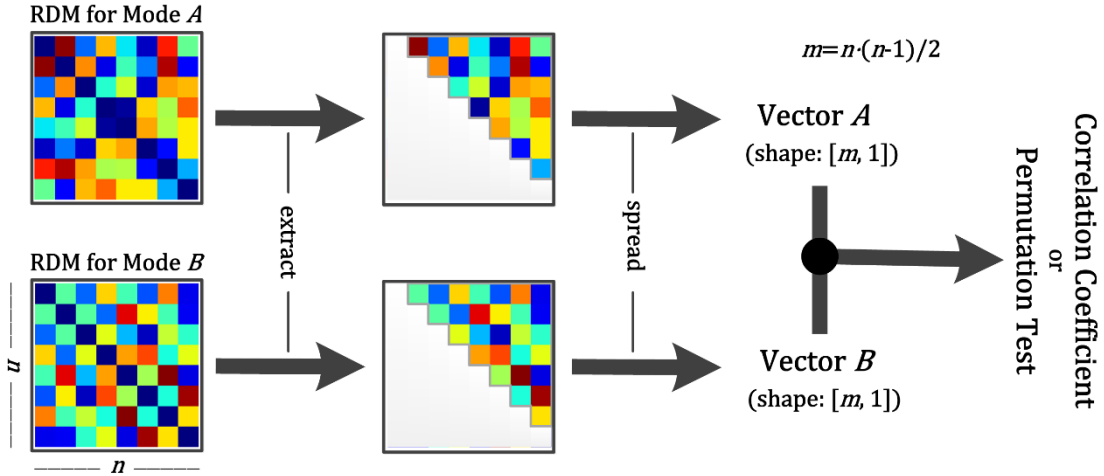 RDM for Mode A
m=n·(n-1)/2
Vector A
(shape: [m, 1])
extract
spread
Correlation Coefficient
or
Permutation Test
RDM for Mode B
n
Vector B
(shape: [m, 1])
n